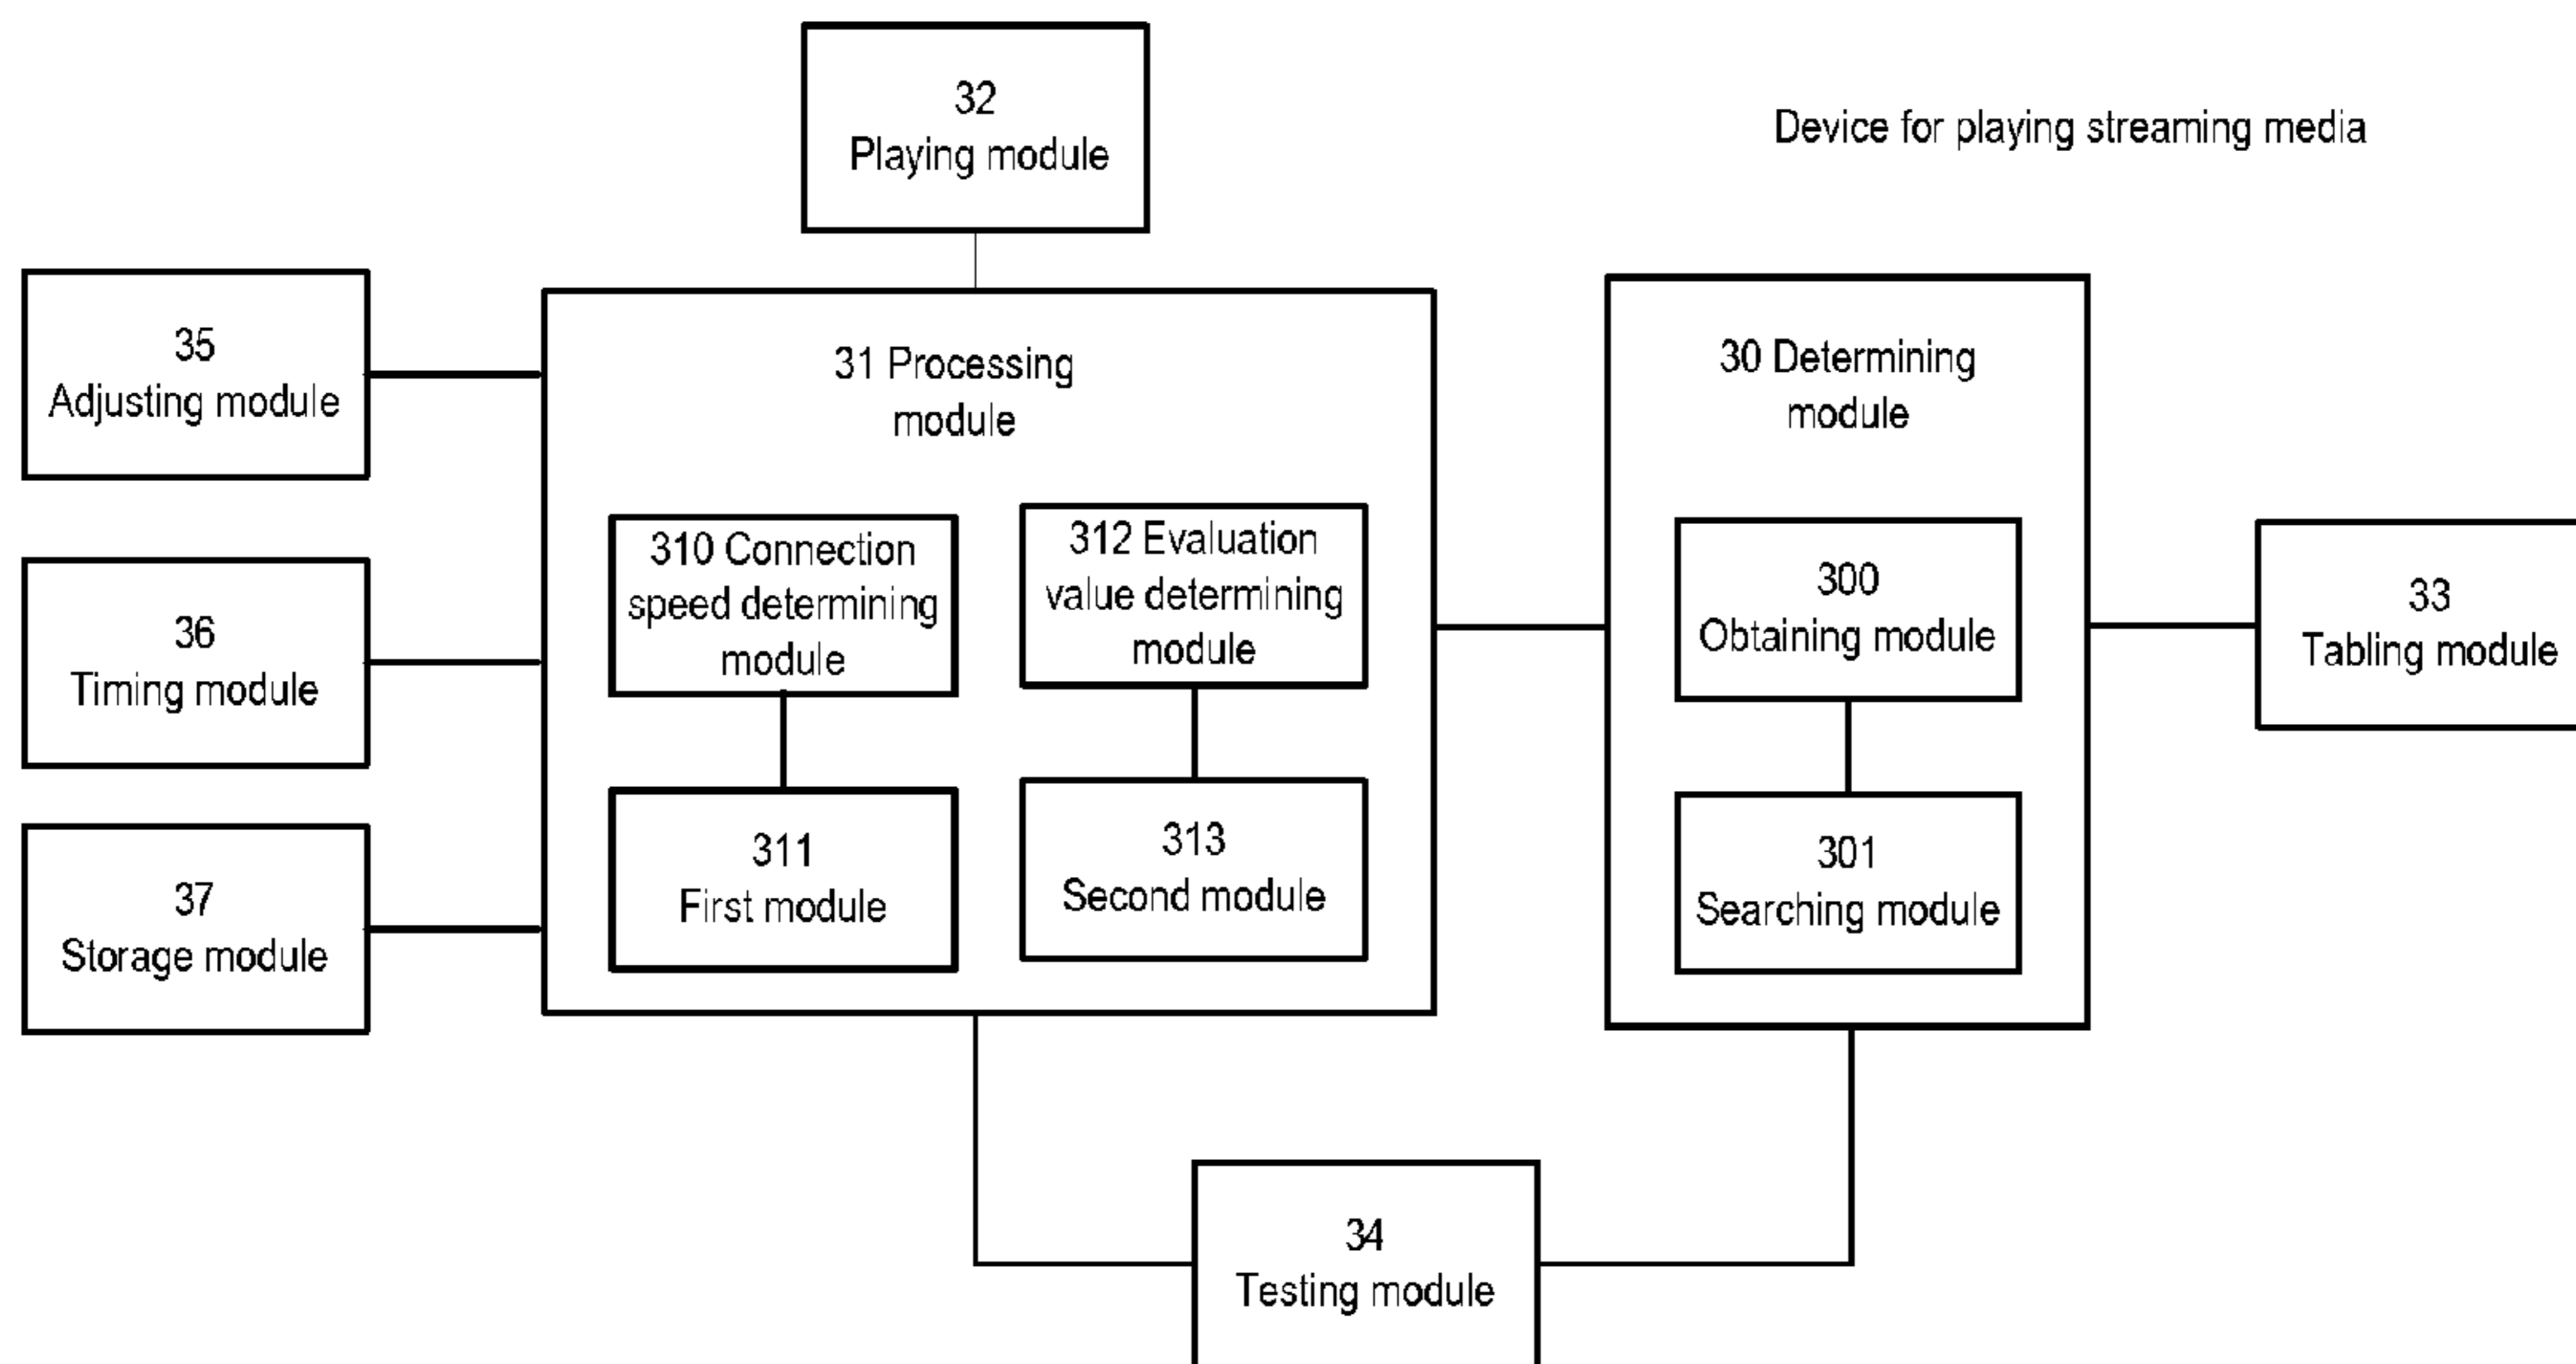 32
Playing module
Device for playing streaming media
35
Adjusting module
31 Processing
module
30 Determining
module
310 Connection
speed determining
module
312 Evaluation
value determining
module
300
Obtaining module
33
Tabling module
36
Timing module
311
First module
313
Second module
301
Searching module
37
Storage module
34
Testing module